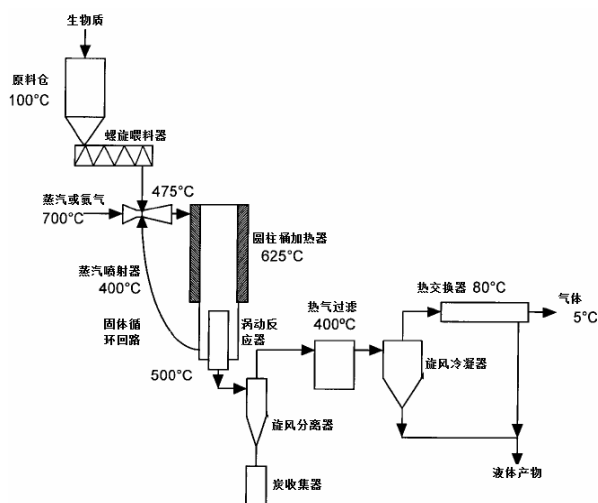 生物质
原料仓
100°C
螺旋喂料器
蒸汽或氮气
700°C
475°C
圆柱桶加热器
625°C
蒸汽喷射器
400°C
固体循
环回路
涡动反
应器
500°C
热气过滤
400°C
热交换器 80°C
气体
5°C
旋风冷凝器
旋风分离器
液体产物
炭收集器